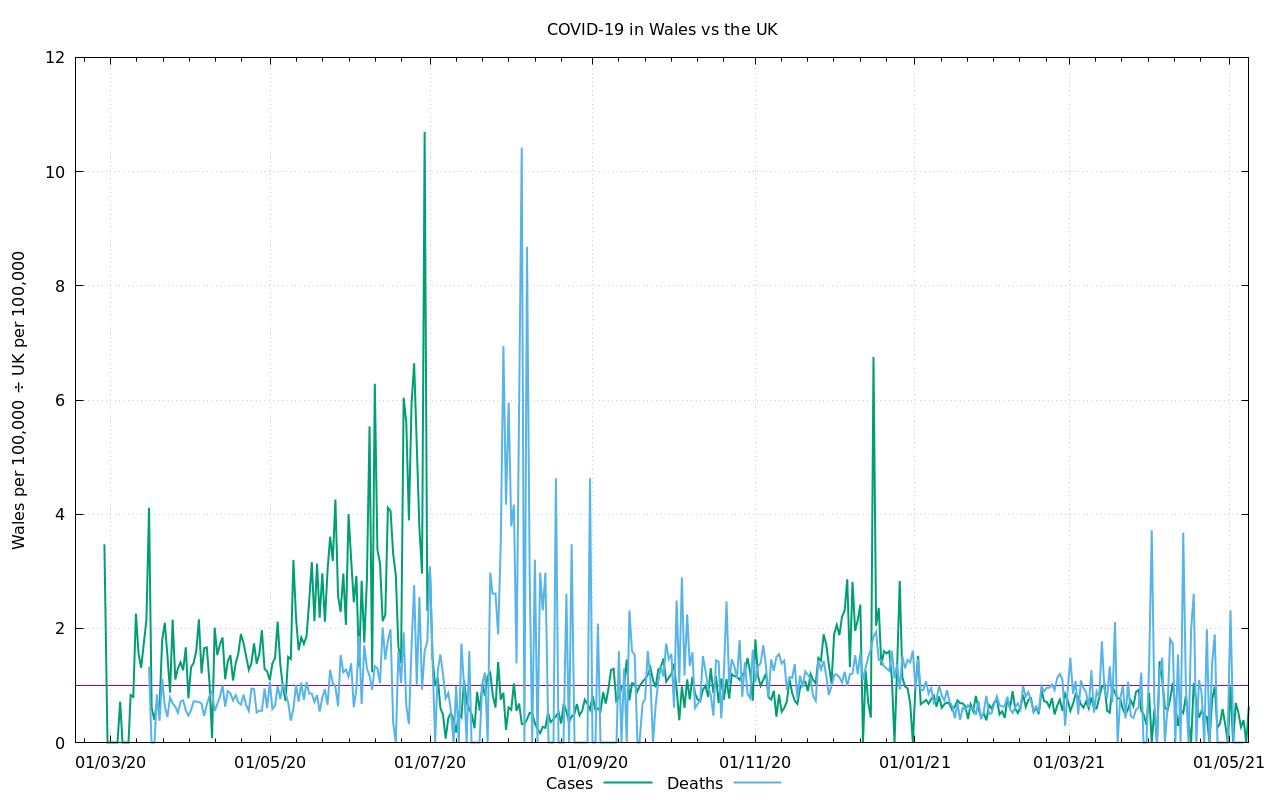 COVID-19 in Wales vs the UK
Wales per 100,000 ÷ UK per 100,000
12
10
8
6
4
2
0
01/03/20 01/05/20 01/07/20 01/09/20 01/11/20 01/01/21 01/03/21 01/05/21
Cases Deaths